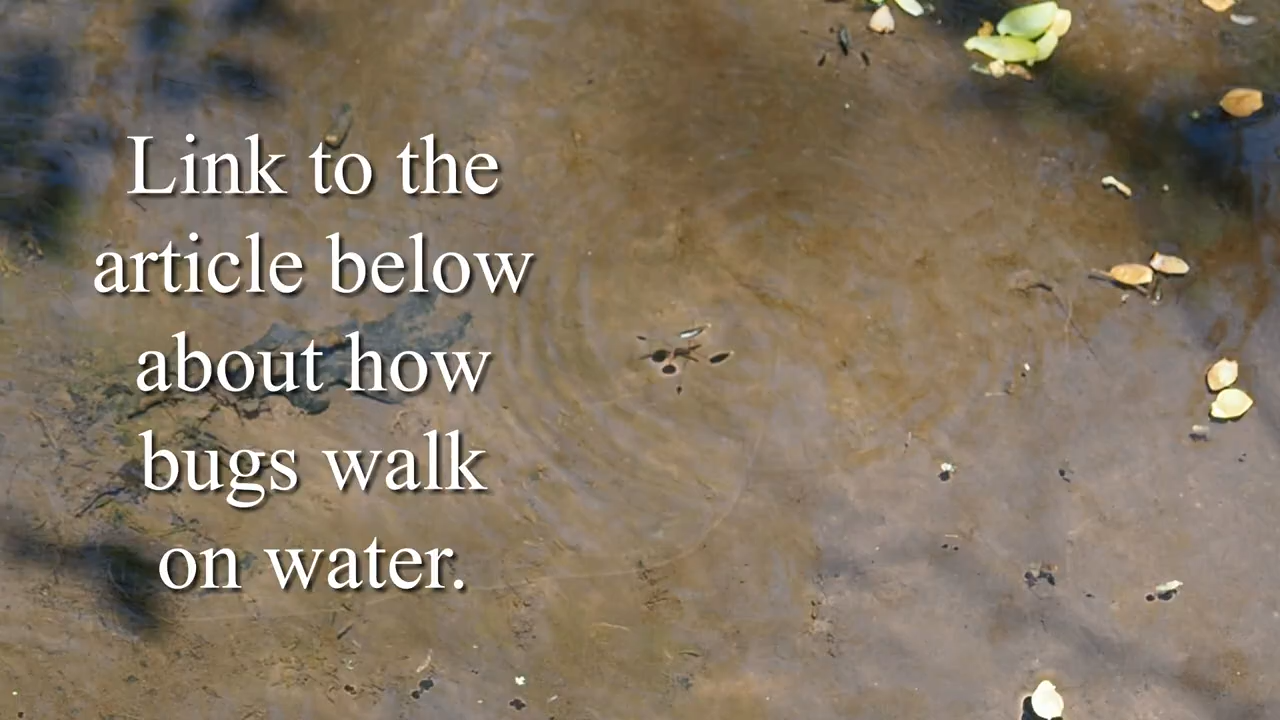 Link to the
article below
about how
bugs walk
on water.